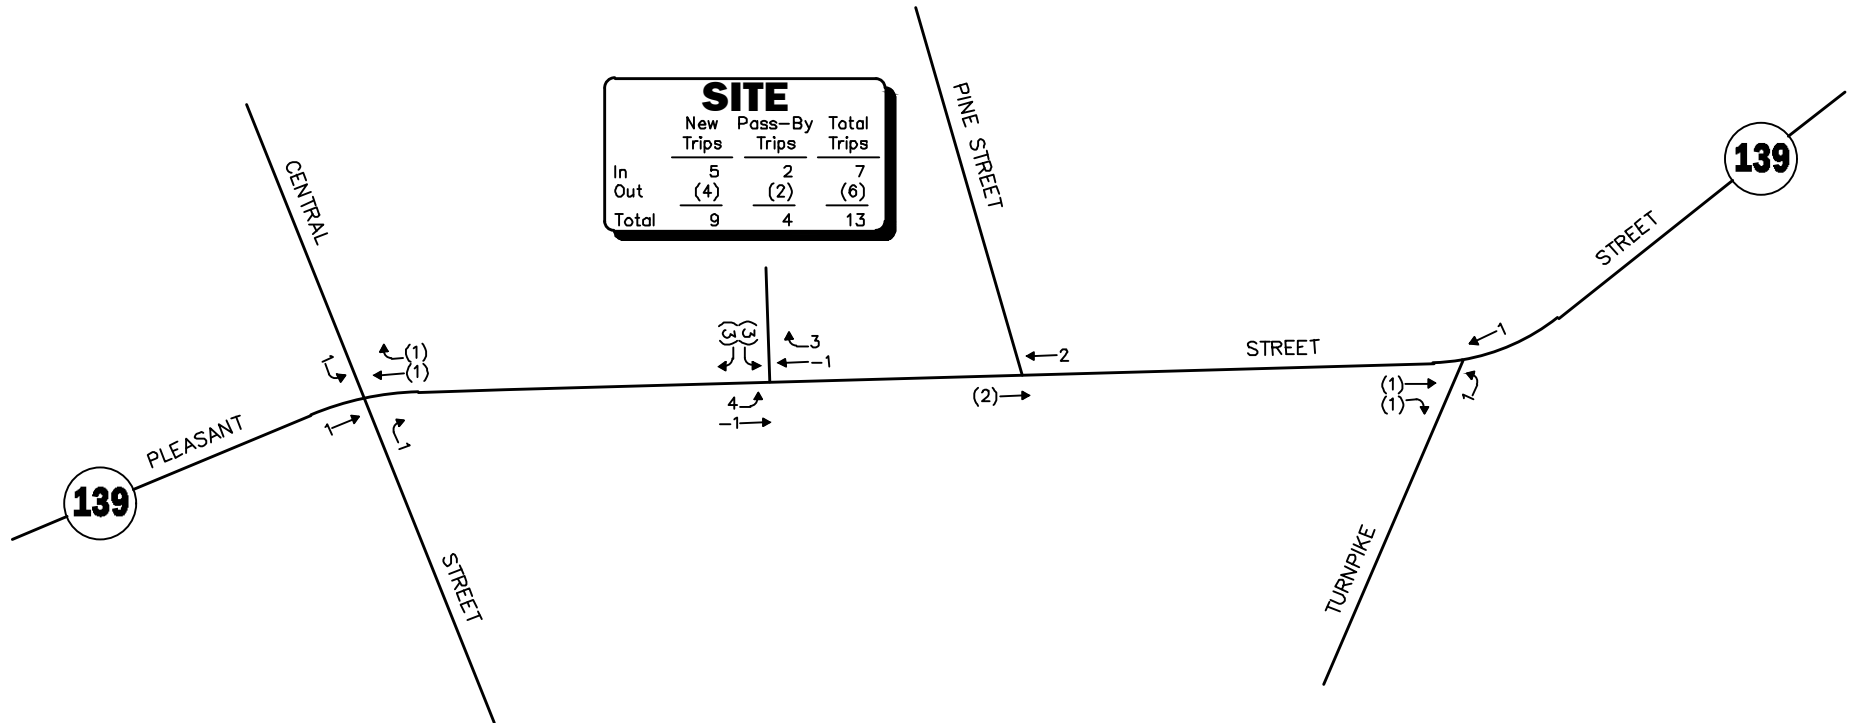 SITE
New Pass-By Total
Trips Trips Trips
In 5 2 7
Out (4) (2) (6)
Total 9 4 13
PINE STREET
139
CENTRAL
STREET
STREET
(3) (3)
3
-1
2
1
1
(1)
(1)
4
-1
(2)
(1)
(1)
1
1
1
PLEASANT
139
STREET
TURNPIKE